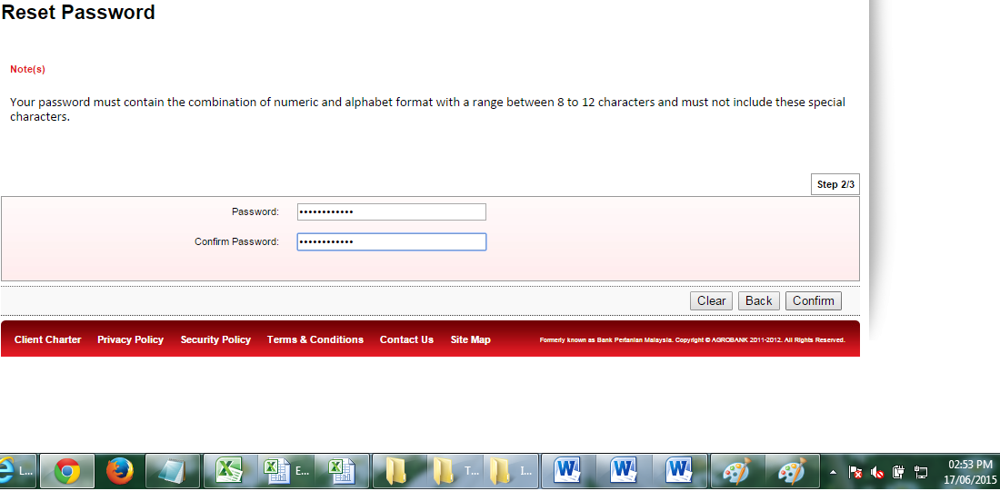 Reset Password
Note(s)
Your password must contain the combination of numeric and alphabet format with a range between 8 to 12 characters and must not include these special
characters.
Step 2/3
Password: ••••••••••••
Confirm Password: ••••••••••••
Clear Back Confirm
Client Charter Privacy Policy Security Policy Terms & Conditions Contact Us Site Map Formerly known as Bank Pertanian Malaysia. Copyright © AGROBANK 2011-2012. All Rights Reserved.
L... E... T... I... 02:53 PM
17/06/2015